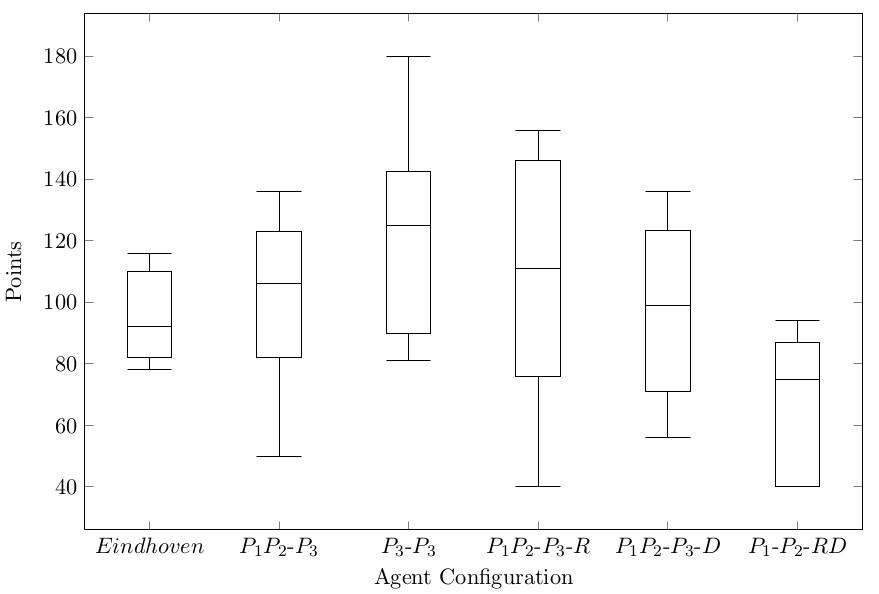 Points
180
160
140
120
100
80
60
40
Eindhoven P₁P₂-P₃ P₃-P₃ P₁P₂-P₃-R P₁P₂-P₃-D P₁-P₂-RD
Agent Configuration